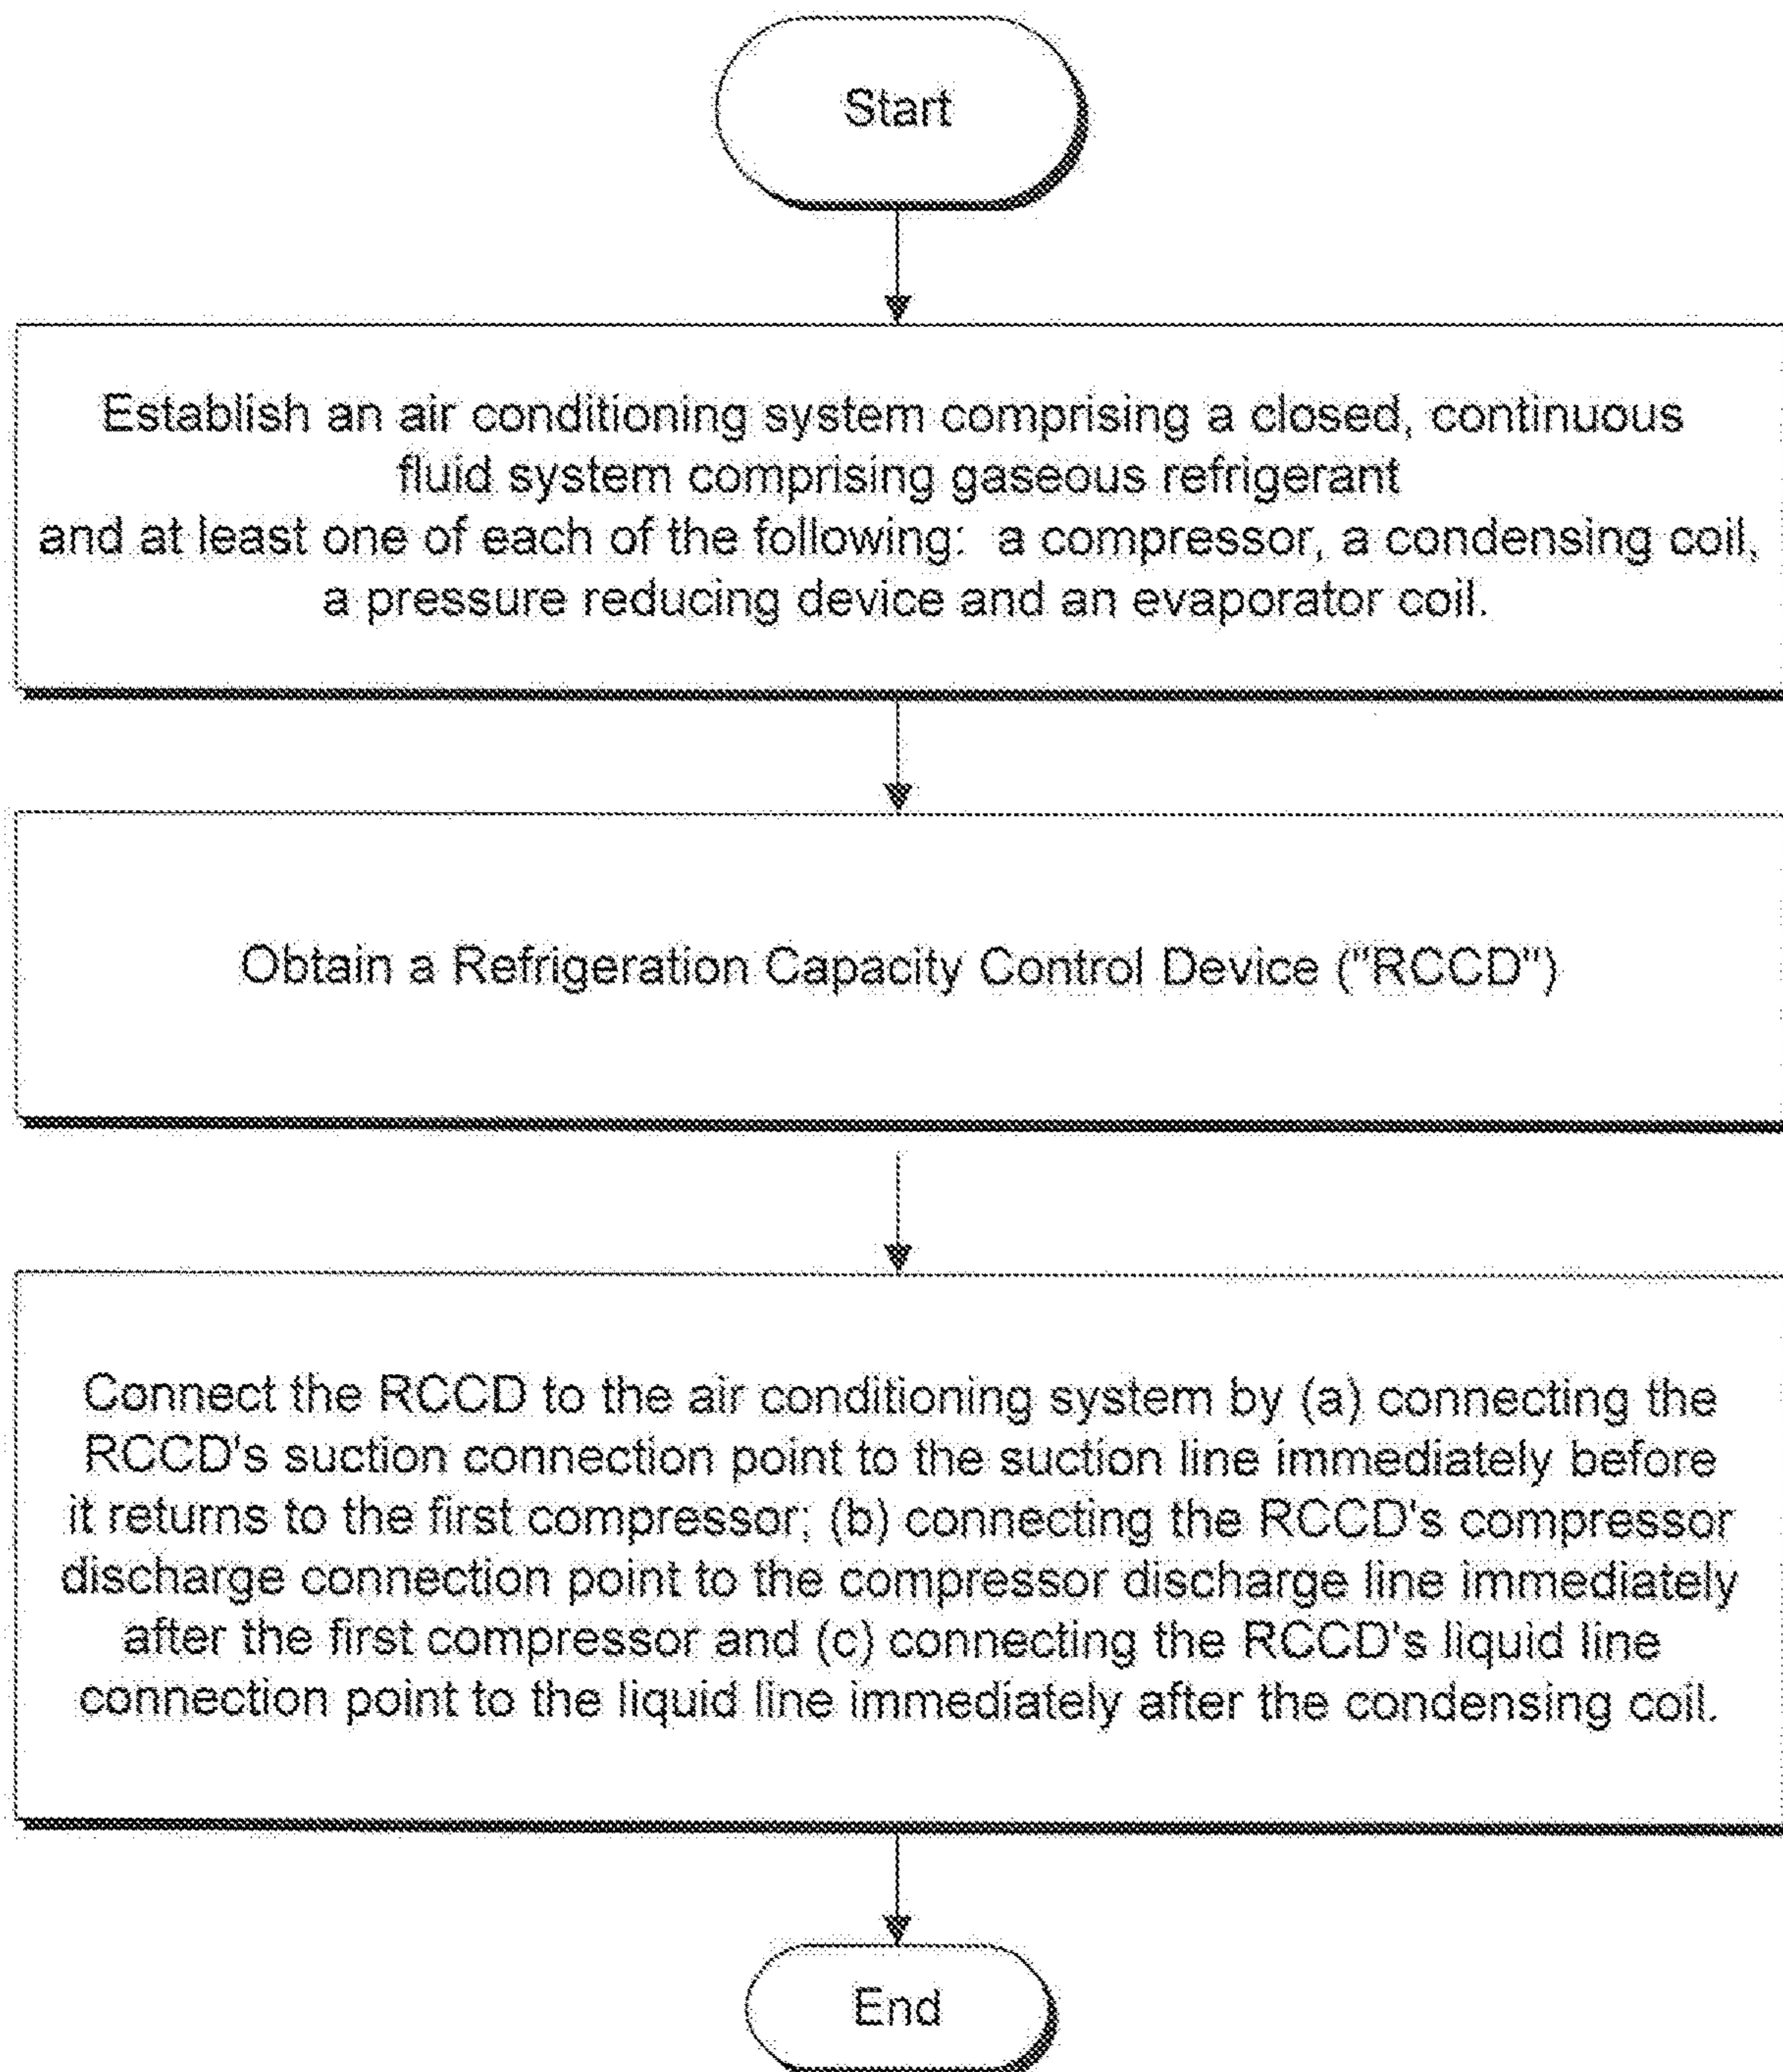 Start
Establish an air conditioning system comprising a closed, continuous
fluid system comprising gaseous refrigerant
and at least one of each of the following: a compressor, a condensing coil,
a pressure reducing device and an evaporator coil.
Obtain a Refrigeration Capacity Control Device ("RCCD")
Connect the RCCD to the air conditioning system by (a) connecting the
RCCD's suction connection point to the suction line immediately before
it returns to the first compressor; (b) connecting the RCCD's compressor
discharge connection point to the compressor discharge line immediately
after the first compressor and (c) connecting the RCCD's liquid line
connection point to the liquid line immediately after the condensing coil.
End